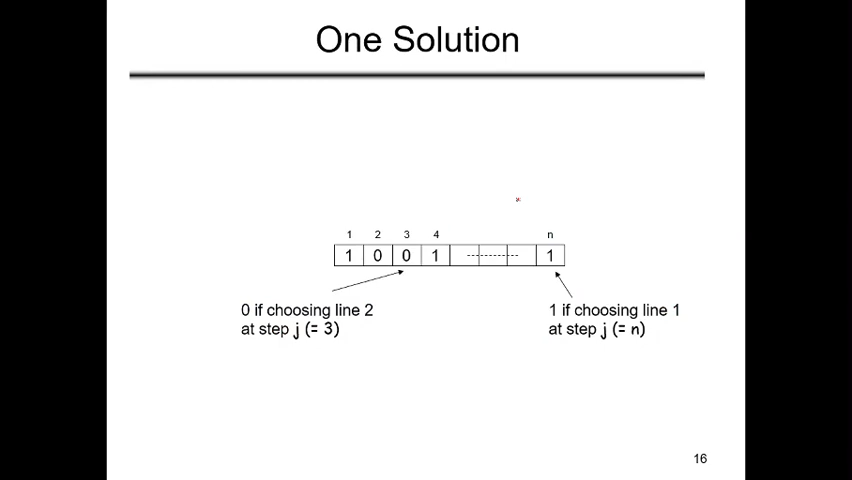 One Solution
1 2 3 4 n
1 0 0 1 1
0 if choosing line 2
at step j (= 3)
1 if choosing line 1
at step j (= n)
16